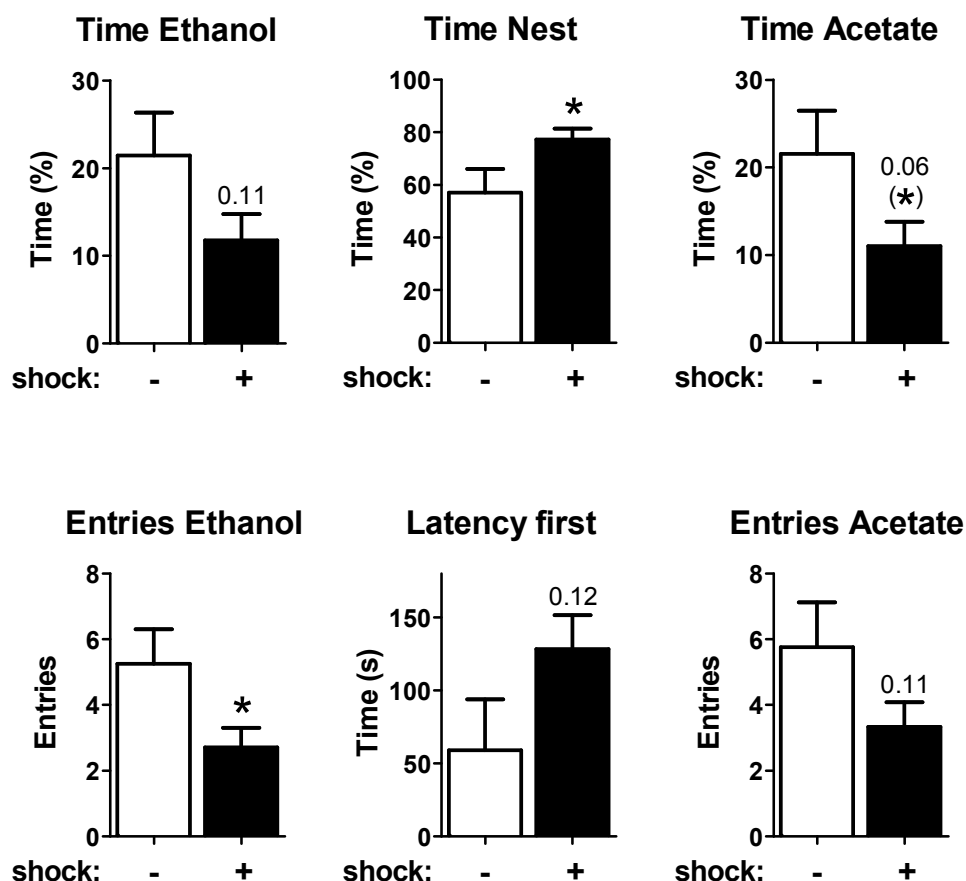 Time Ethanol
Time (%)
30
20
10
0
0.11
shock: - +
Time Nest
Time (%)
100
80
60
40
20
0
*
shock: - +
Time Acetate
Time (%)
30
20
10
0
0.06
(*)
shock: - +
Entries Ethanol
Entries
8
6
4
2
0
*
shock: - +
Latency first
Time (s)
150
100
50
0
0.12
shock: - +
Entries Acetate
Entries
8
6
4
2
0
0.11
shock: - +